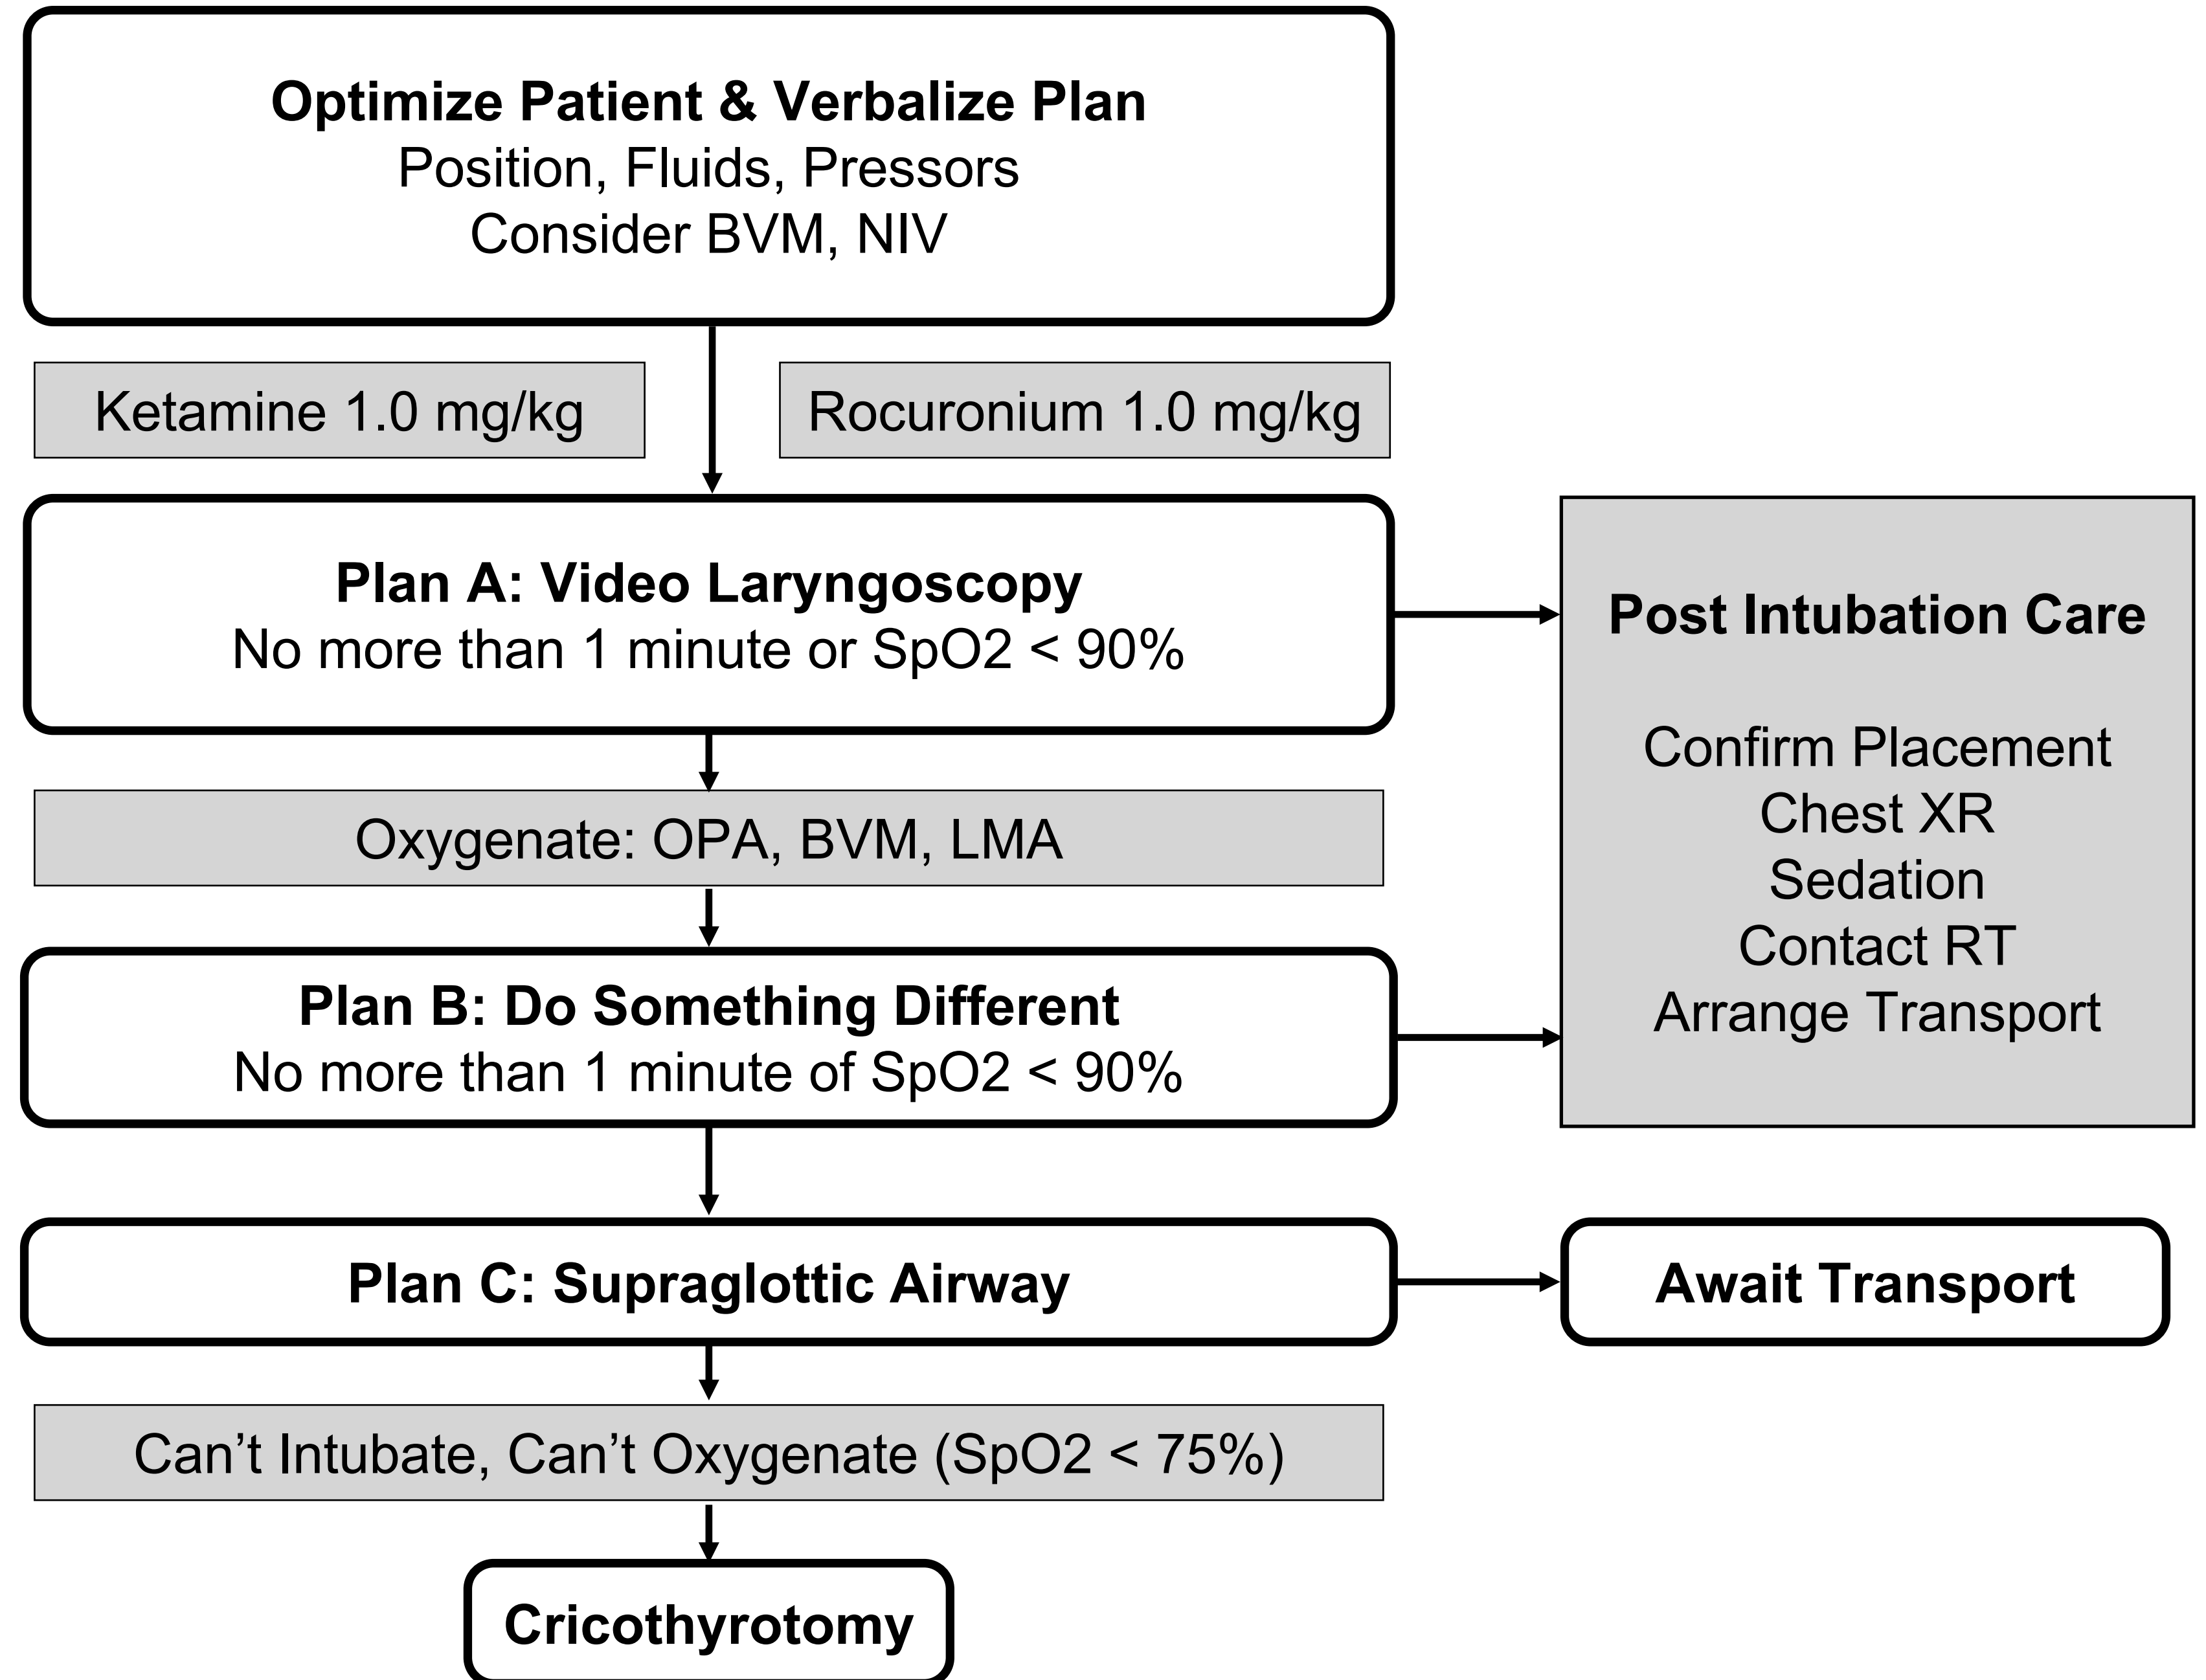 Optimize Patient & Verbalize Plan
Position, Fluids, Pressors
Consider BVM, NIV
Ketamine 1.0 mg/kg
Rocuronium 1.0 mg/kg
Plan A: Video Laryngoscopy
No more than 1 minute or SpO2 < 90%
Post Intubation Care
Confirm Placement
Chest XR
Sedation
Contact RT
Arrange Transport
Oxygenate: OPA, BVM, LMA
Plan B: Do Something Different
No more than 1 minute of SpO2 < 90%
Plan C: Supraglottic Airway
Await Transport
Can’t Intubate, Can’t Oxygenate (SpO2 < 75%)
Cricothyrotomy